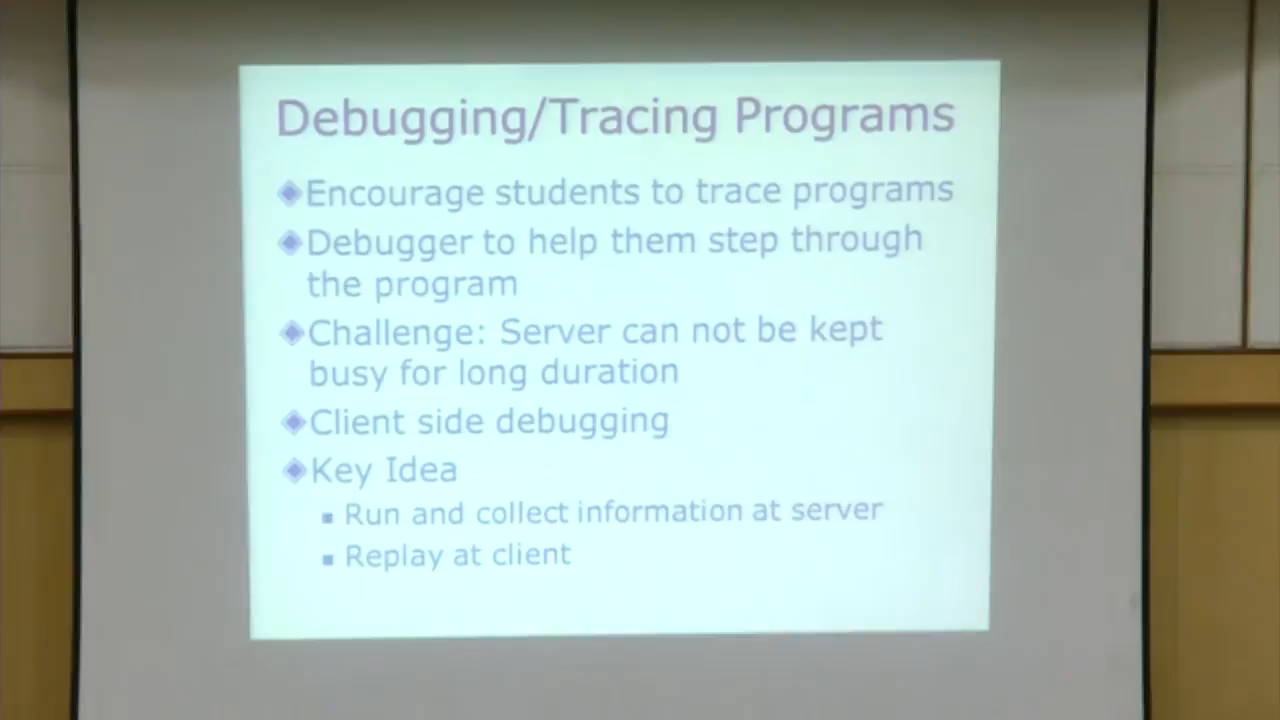 Debugging/Tracing Programs
Encourage students to trace programs
Debugger to help them step through
the program
Challenge: Server can not be kept
busy for long duration
Client side debugging
Key Idea
Run and collect information at server
Replay at client